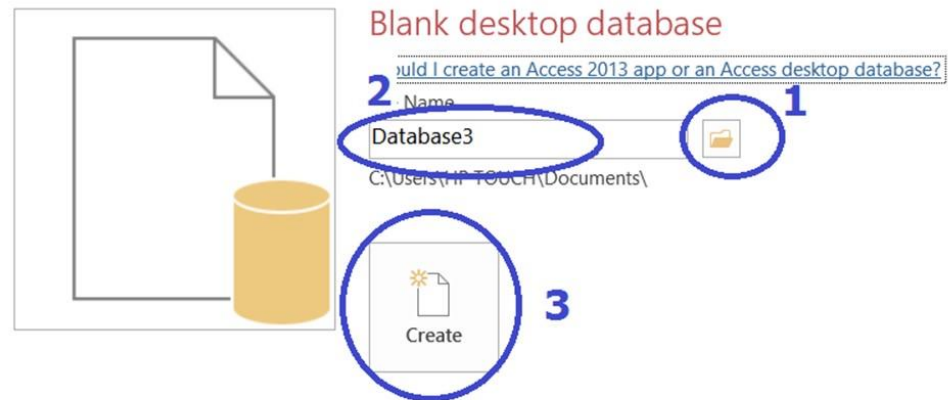 Blank desktop database
ould I create an Access 2013 app or an Access desktop database?
2
Name
1
Database3
C:\Users\HP TOUCH\Documents\
3
Create